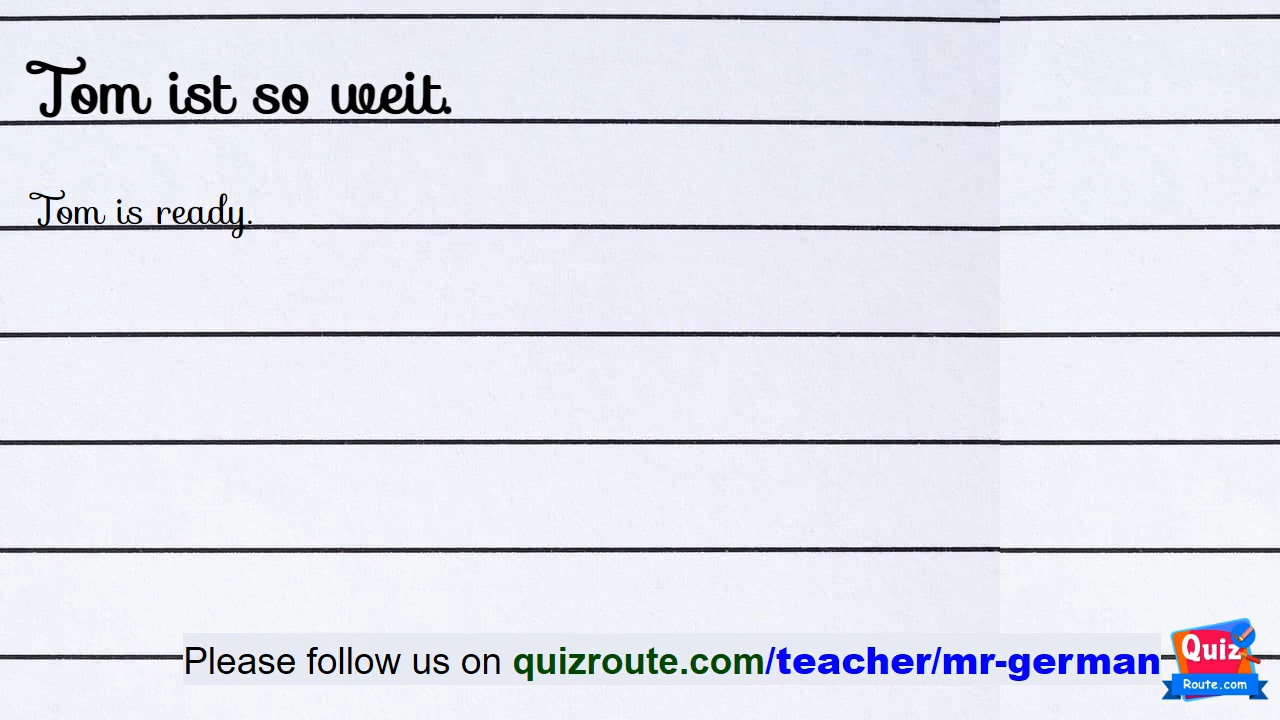 Tom ist so weit.
Tom is ready.
Please follow us on quizroute.com/teacher/mr-german
Quiz
Route.com